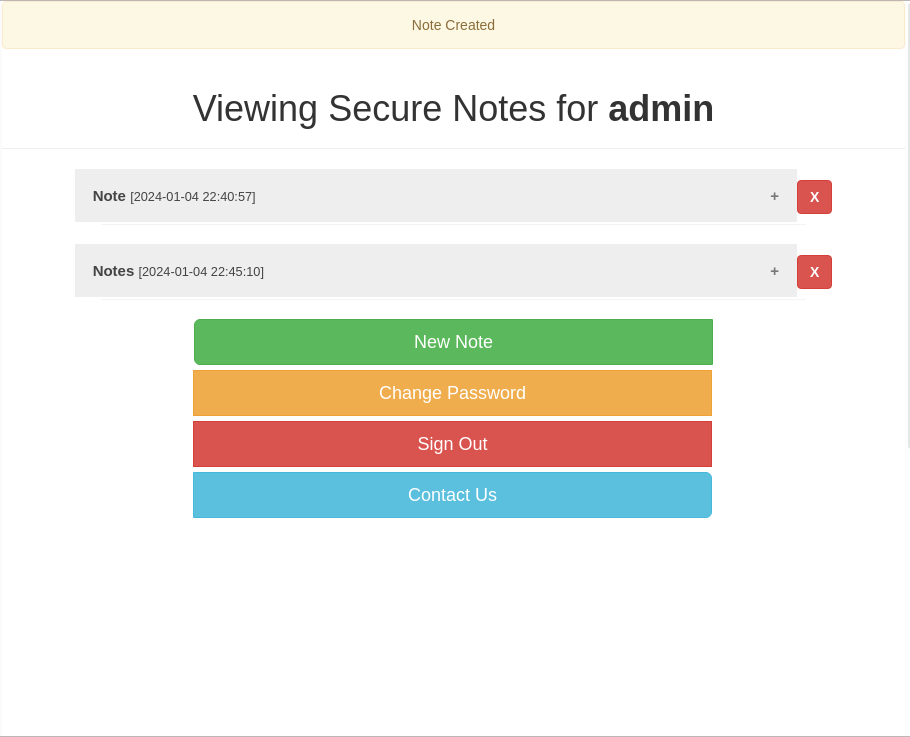 Note Created
Viewing Secure Notes for admin
Note [2024-01-04 22:40:57] + X
Notes [2024-01-04 22:45:10] + X
New Note
Change Password
Sign Out
Contact Us